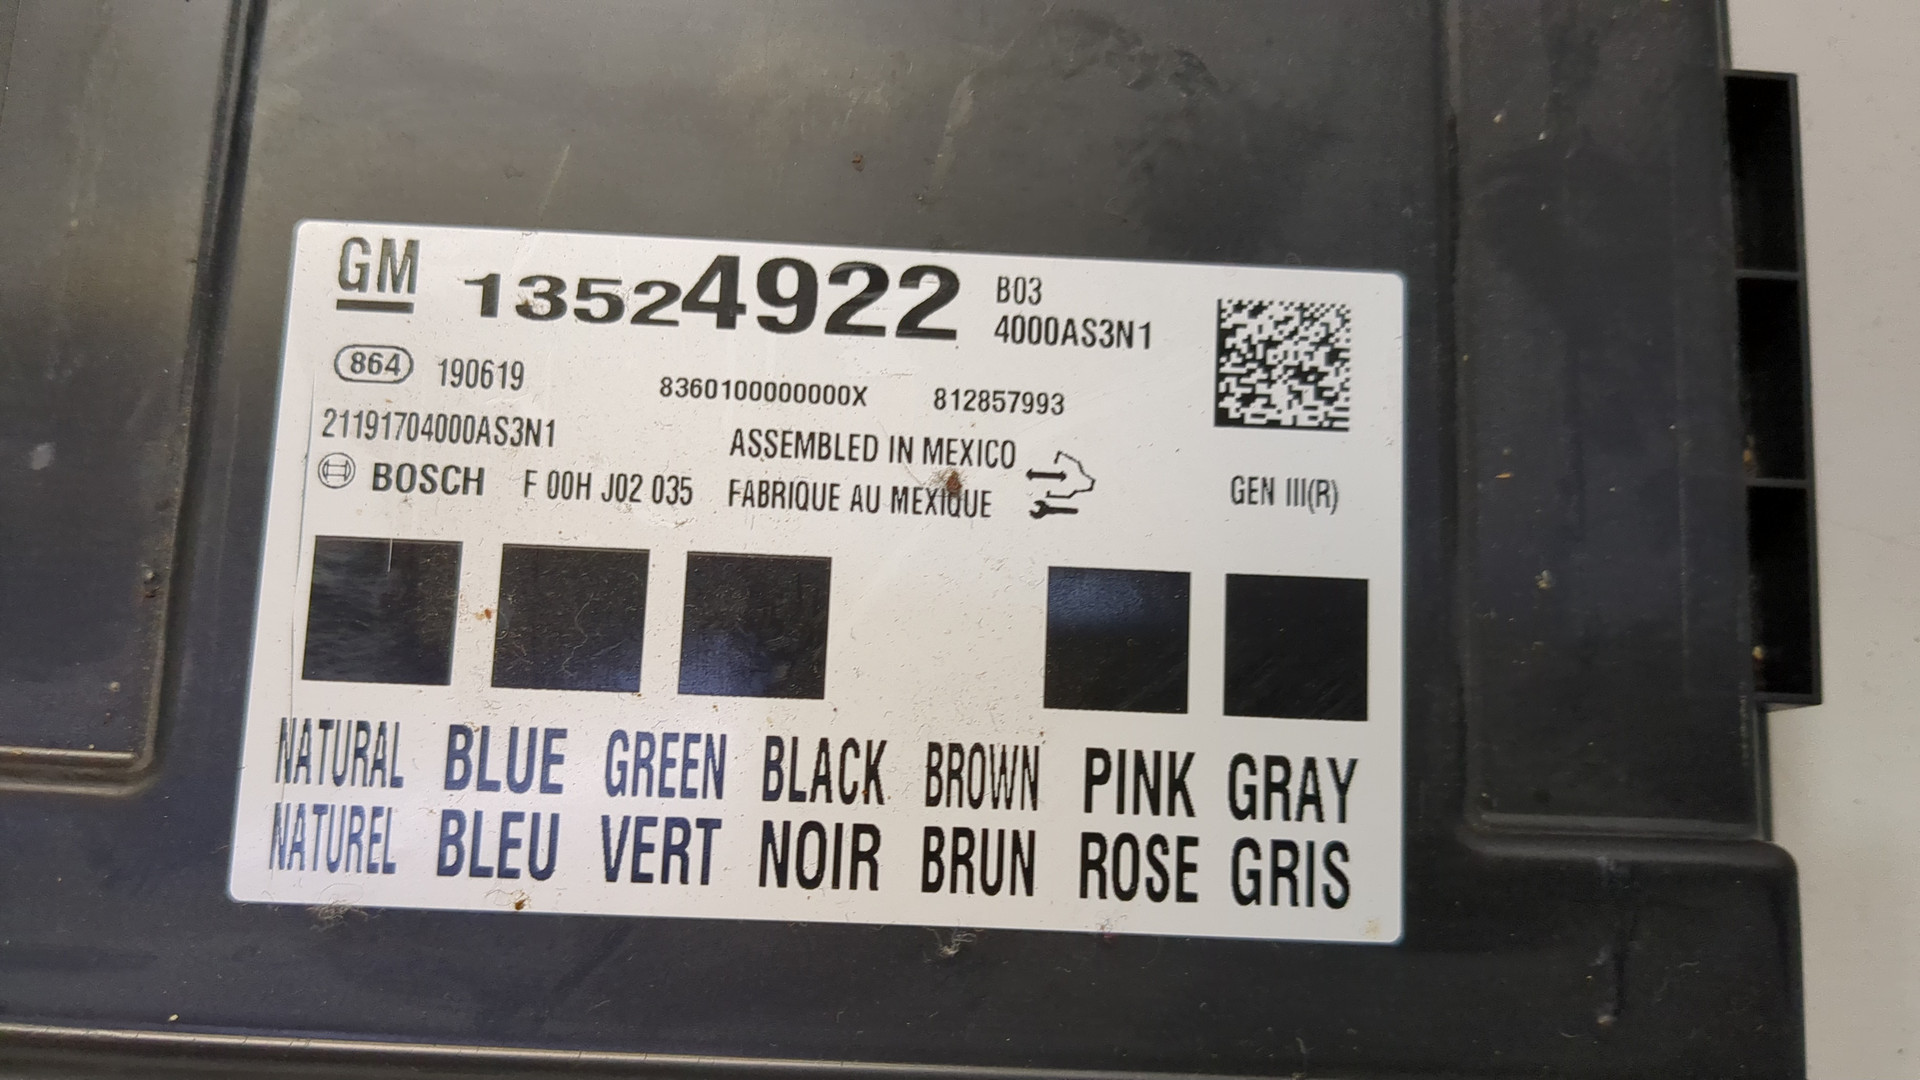 GM 13524922 B03
4000AS3N1
864 190619 8360100000000X 812857993
21191704000AS3N1
BOSCH F 00H J02 035
ASSEMBLED IN MEXICO
FABRIQUE AU MEXIQUE
GEN III(R)
NATURAL BLUE GREEN BLACK BROWN PINK GRAY
NATUREL BLEU VERT NOIR BRUN ROSE GRIS